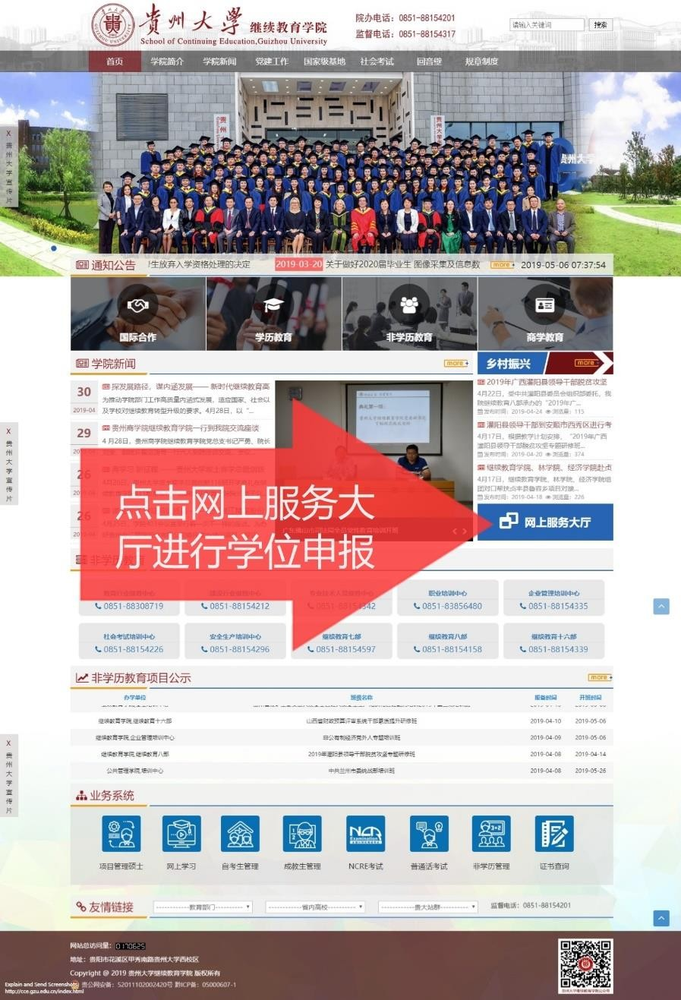 貴州大學 继续教育学院
School of Continuing Education,Guizhou University
院办电话：0851-88154201
监督电话：0851-88154317
请输入关键词 搜索
首页 学院简介 学院新闻 党建工作 国家级基地 社会考试 回音壁 规章制度
X 贵州大学宣传片
通知公告 生放弃入学资格处理的决定 2019-03-20 关于做好2020届毕业生 图像采集及信息数 more + 2019-05-06 07:37:54
国际合作 学历教育 非学历教育 商学教育
学院新闻 more +
乡村振兴 more +
30
2019-04
探发展路径，谋内涵发展—— 新时代继续教育高
为推动学院部门工作高质量内涵式发展，适应国家、社会以
及学校对继续教育转型升级的要求。4月28日，以“...
29
贵州商学院继续教育学院一行到我院交流座谈
4月28日，贵州商学院继续教育学院党总支书记严勇、院长
26
26
2019年广西灌阳县领导干部脱贫攻坚
4月22日，受中共灌阳县委员会组织部委托，我
院继续教育八部承办的“2019年广...
发布时间：2019-04-24 浏览量：115
灌阳县领导干部到安顺市西秀区进行考
4月17日，根据教学计划安排，“2019年广西
灌阳县领导干部脱贫攻坚专题研修班...
发布时间：2019-04-20 浏览量：374
继续教育学院、林学院、经济学院赴贞
4月17日，继续教育学院、林学院、经济学院组
团对口帮扶贞丰县鲁容乡项目对接...
发布时间：2019-04-18 浏览量：226
点击网上服务大
厅进行学位申报
网上服务大厅
非学历教育
0851-88308719 0851-88154212
职业培训中心 企业管理培训中心
0851-83856480 0851-88154335
社会考试培训中心 安全生产培训中心 继续教育七部 继续教育八部 继续教育十六部
0851-88154226 0851-88154296 0851-88154597 0851-88154158 0851-88154339
非学历教育项目公示 more +
办学单位 班级名称 报备时间 开班时间
继续教育学院,继续教育十六部 山西省财政预算评审系统干部素质提升研修班 2019-04-10 2019-05-06
继续教育学院,企业管理培训中心 非公有制经济党外人专题培训班 2019-04-09 2019-05-06
继续教育学院,继续教育八部 2019年灌阳县领导干部脱贫攻坚专题研修班 2019-04-08 2019-04-14
公共管理学院,培训中心 中共兰州市委统战部培训班 2019-04-08 2019-05-26
X 贵州大学宣传片
X 贵州大学宣传片
业务系统
项目管理硕士 网上学习 自考生管理 成教生管理 NCRE考试 普通话考试 非学历管理 证书查询
友情链接 ------------教育部门---------- ------------省内高校---------- ------------贵大站群---------- 监督电话：0851-88154201
网站总访问量：0170625
地址：贵阳市花溪区甲秀南路贵州大学西校区
Copyright @ 2019 贵州大学继续教育学院 版权所有
贵公网安备：52011102002420号 黔ICP备：05000607-1
Explain and Send Screenshots
http://cce.gzu.edu.cn/index.html
贵州大学继续教育学院公众号